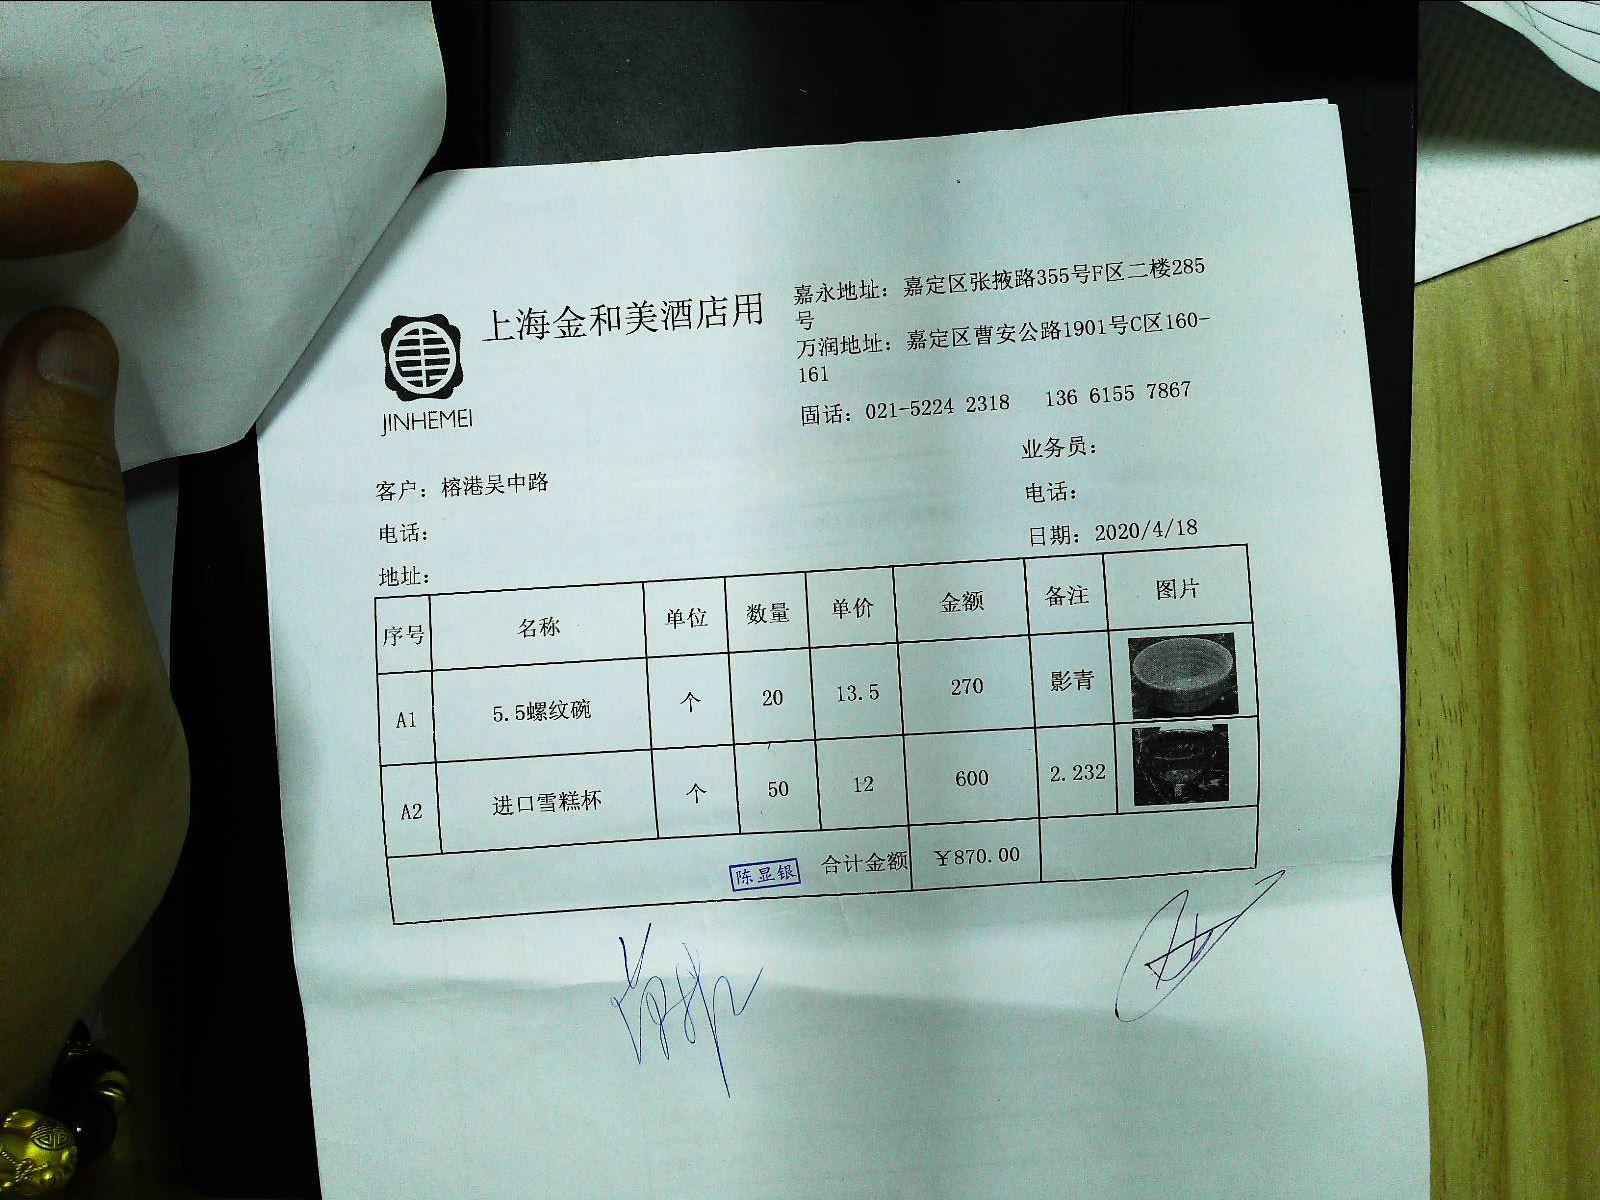 上海金和美酒店用
JINHEMEI
嘉永地址：嘉定区张掖路355号F区二楼285
号
万润地址：嘉定区曹安公路1901号C区160-
161
固话：021-5224 2318 136 6155 7867
业务员：
客户：榕港吴中路
电话：
电话：
日期：2020/4/18
地址：
序号 名称 单位 数量 单价 金额 备注 图片
A1 5.5螺纹碗 个 20 13.5 270 影青
A2 进口雪糕杯 个 50 12 600 2.232
陈显银 合计金额 ¥870.00